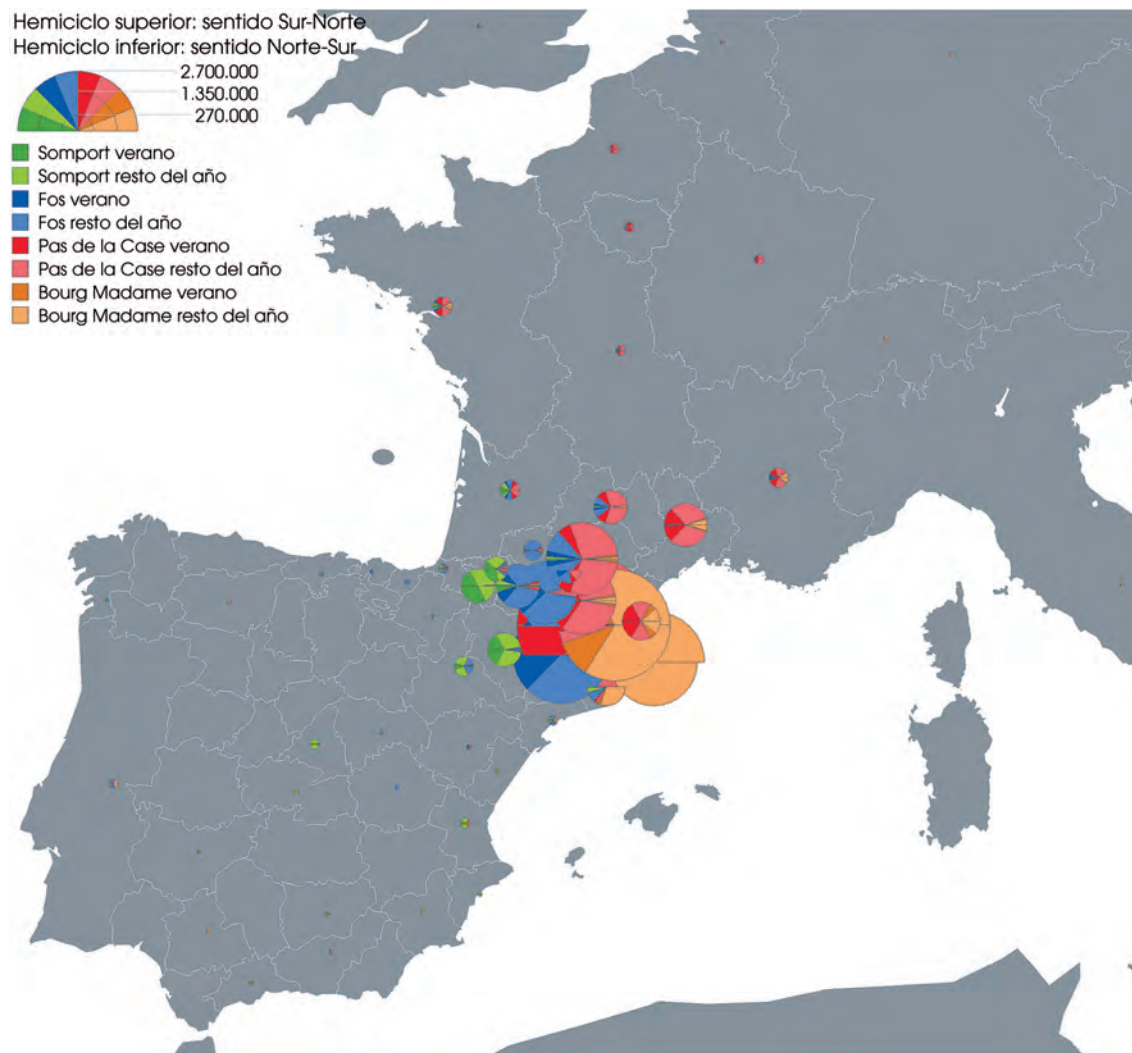 Hemiciclo superior: sentido Sur-Norte
Hemiciclo inferior: sentido Norte-Sur
2.700.000
1.350.000
270.000
Somport verano
Somport resto del año
Fos verano
Fos resto del año
Pas de la Case verano
Pas de la Case resto del año
Bourg Madame verano
Bourg Madame resto del año